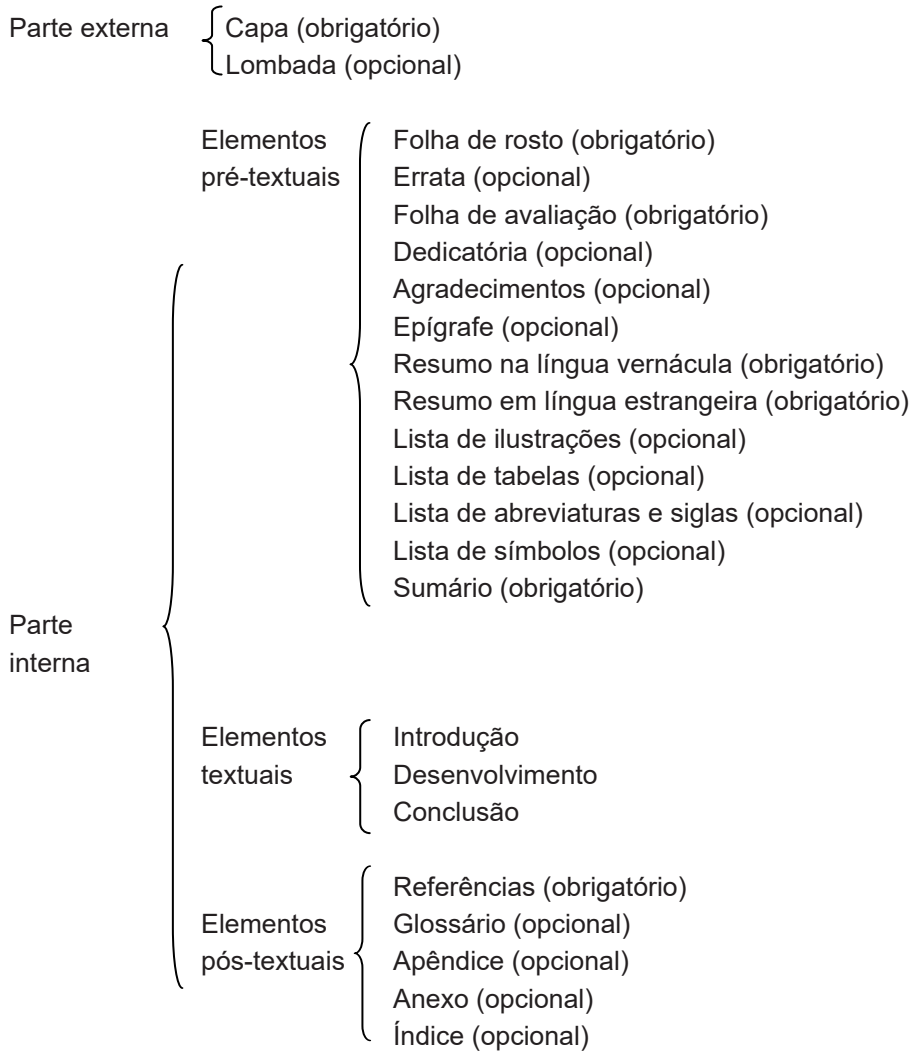 Parte externa
Capa (obrigatório)
Lombada (opcional)
Parte
interna
Elementos
pré-textuais
Folha de rosto (obrigatório)
Errata (opcional)
Folha de avaliação (obrigatório)
Dedicatória (opcional)
Agradecimentos (opcional)
Epígrafe (opcional)
Resumo na língua vernácula (obrigatório)
Resumo em língua estrangeira (obrigatório)
Lista de ilustrações (opcional)
Lista de tabelas (opcional)
Lista de abreviaturas e siglas (opcional)
Lista de símbolos (opcional)
Sumário (obrigatório)
Elementos
textuais
Introdução
Desenvolvimento
Conclusão
Elementos
pós-textuais
Referências (obrigatório)
Glossário (opcional)
Apêndice (opcional)
Anexo (opcional)
Índice (opcional)